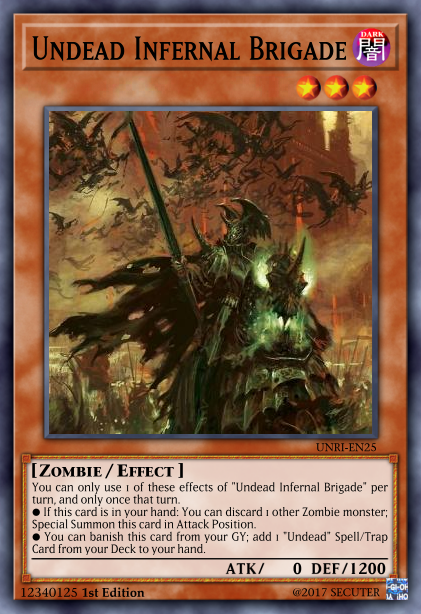 UNDEAD INFERNAL BRIGADE
DARK
闇
UNRI-EN25
[ZOMBIE / EFFECT ]
You can only use 1 of these effects of "Undead Infernal Brigade" per
turn, and only once that turn.
● If this card is in your hand: You can discard 1 other Zombie monster;
Special Summon this card in Attack Position.
● You can banish this card from your GY; add 1 "Undead" Spell/Trap
Card from your Deck to your hand.
ATK/ 0 DEF/1200
12340125 1st Edition
©2017 SECUTER